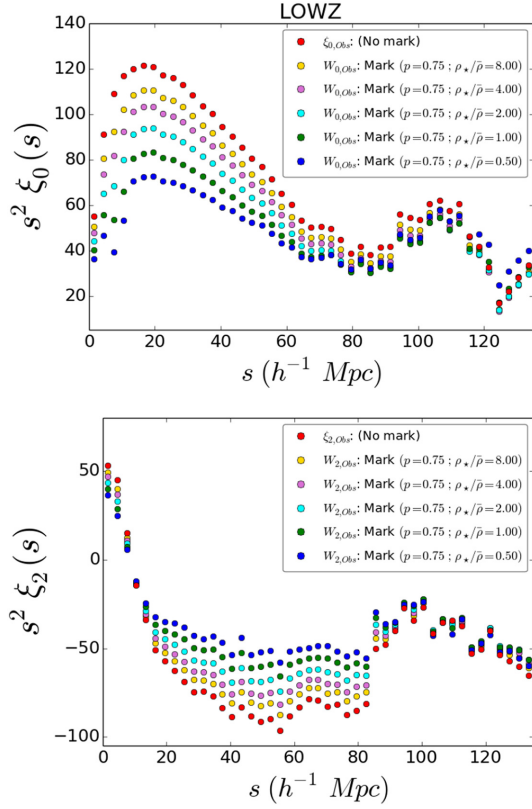 LOWZ
s² ξ₀(s)
140
120
100
80
60
40
20
ξ₀,Obs: (No mark)
W₀,Obs: Mark (p=0.75 ; ρ⋆/ρ̄=8.00)
W₀,Obs: Mark (p=0.75 ; ρ⋆/ρ̄=4.00)
W₀,Obs: Mark (p=0.75 ; ρ⋆/ρ̄=2.00)
W₀,Obs: Mark (p=0.75 ; ρ⋆/ρ̄=1.00)
W₀,Obs: Mark (p=0.75 ; ρ⋆/ρ̄=0.50)
0 20 40 60 80 100 120
s (h⁻¹ Mpc)
s² ξ₂(s)
50
0
−50
−100
ξ₂,Obs: (No mark)
W₂,Obs: Mark (p=0.75 ; ρ⋆/ρ̄=8.00)
W₂,Obs: Mark (p=0.75 ; ρ⋆/ρ̄=4.00)
W₂,Obs: Mark (p=0.75 ; ρ⋆/ρ̄=2.00)
W₂,Obs: Mark (p=0.75 ; ρ⋆/ρ̄=1.00)
W₂,Obs: Mark (p=0.75 ; ρ⋆/ρ̄=0.50)
0 20 40 60 80 100 120
s (h⁻¹ Mpc)